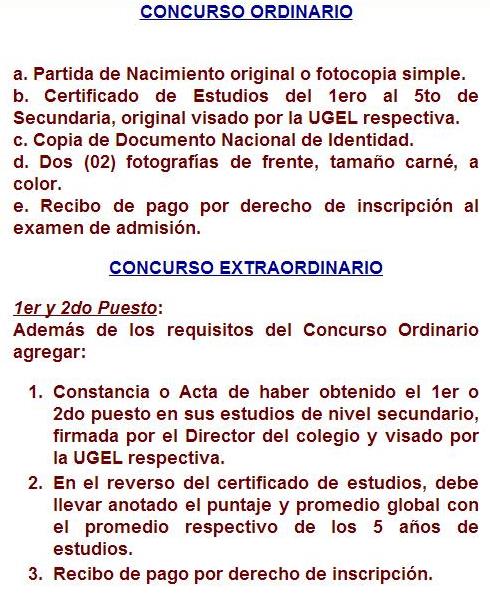 CONCURSO ORDINARIO
a. Partida de Nacimiento original o fotocopia simple.
b. Certificado de Estudios del 1ero al 5to de
Secundaria, original visado por la UGEL respectiva.
c. Copia de Documento Nacional de Identidad.
d. Dos (02) fotografías de frente, tamaño carné, a
color.
e. Recibo de pago por derecho de inscripción al
examen de admisión.
CONCURSO EXTRAORDINARIO
1er y 2do Puesto:
Además de los requisitos del Concurso Ordinario
agregar:
1. Constancia o Acta de haber obtenido el 1er o
2do puesto en sus estudios de nivel secundario,
firmada por el Director del colegio y visado por
la UGEL respectiva.
2. En el reverso del certificado de estudios, debe
llevar anotado el puntaje y promedio global con
el promedio respectivo de los 5 años de
estudios.
3. Recibo de pago por derecho de inscripción.